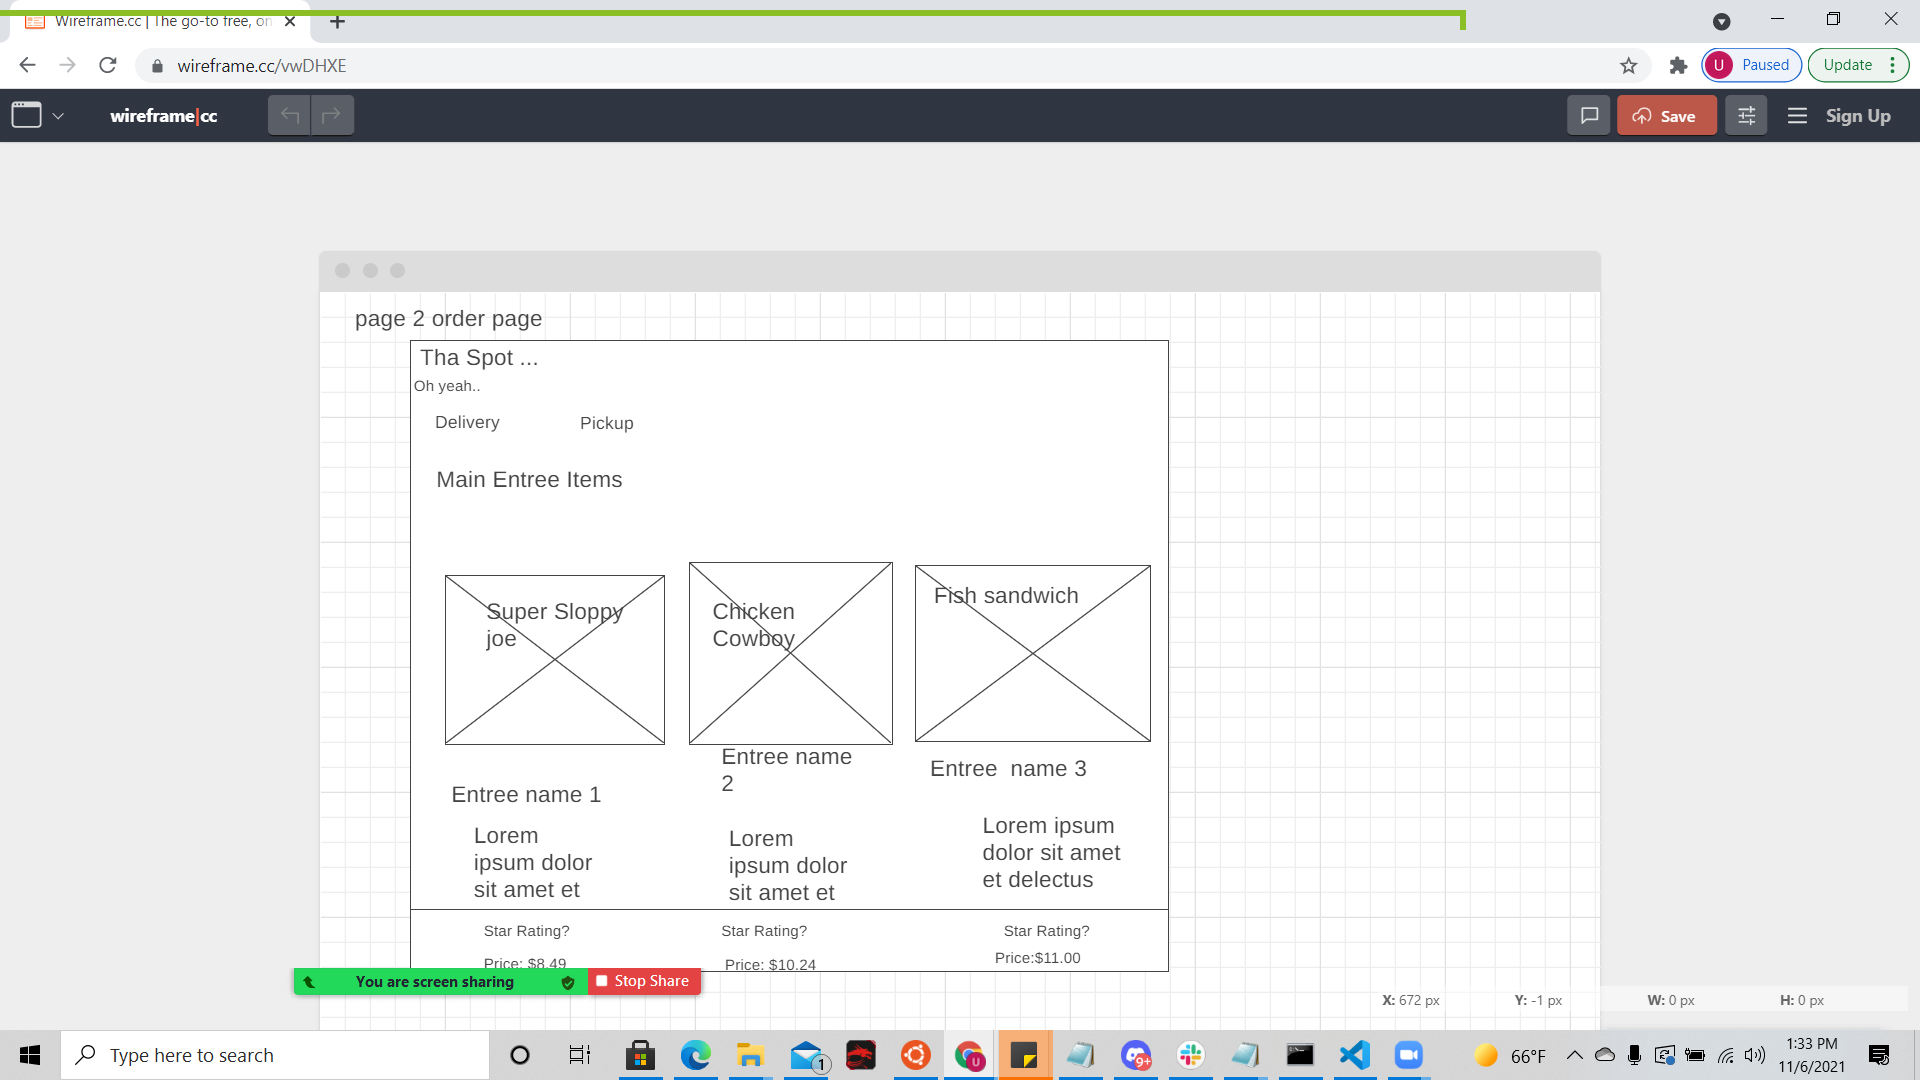 Wireframe.cc | The go-to free, on
wireframe.cc/vwDHXE
U
Paused
Update
wireframe|cc
Save
Sign Up
page 2 order page
Tha Spot ...
Oh yeah..
Delivery
Pickup
Main Entree Items
Super Sloppy
joe
Chicken
Cowboy
Fish sandwich
Entree name 1
Entree name
2
Entree  name 3
Lorem
ipsum dolor
sit amet et
Lorem
ipsum dolor
sit amet et
Lorem ipsum
dolor sit amet
et delectus
Star Rating?
Star Rating?
Star Rating?
Price: $8.49
Price: $10.24
Price:$11.00
You are screen sharing
Stop Share
X: 672 px
Y: -1 px
W: 0 px
H: 0 px
Type here to search
1
U
9+
66°F
1:33 PM
11/6/2021